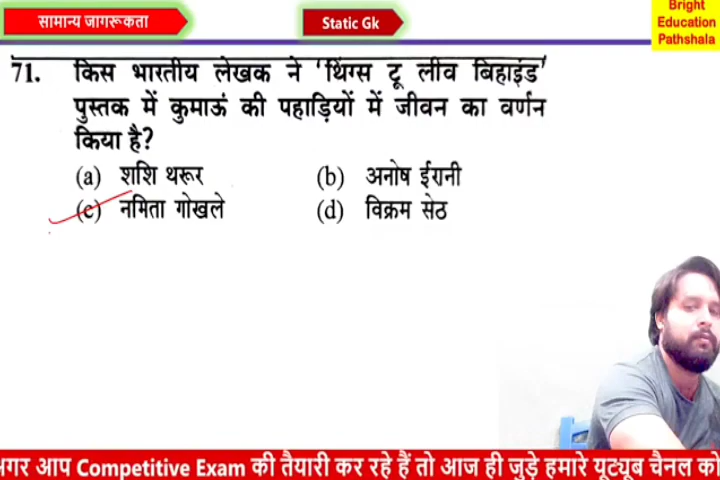 सामान्य जागरूकता
Static Gk
Bright
Education
Pathshala
71. किस भारतीय लेखक ने 'थिंग्स टू लीव बिहाइंड'
पुस्तक में कुमाऊं की पहाड़ियों में जीवन का वर्णन
किया है?
(a) शशि थरूर (b) अनोष ईरानी
(c) नमिता गोखले (d) विक्रम सेठ
अगर आप Competitive Exam की तैयारी कर रहे हैं तो आज ही जुड़े हमारे यूट्यूब चैनल को